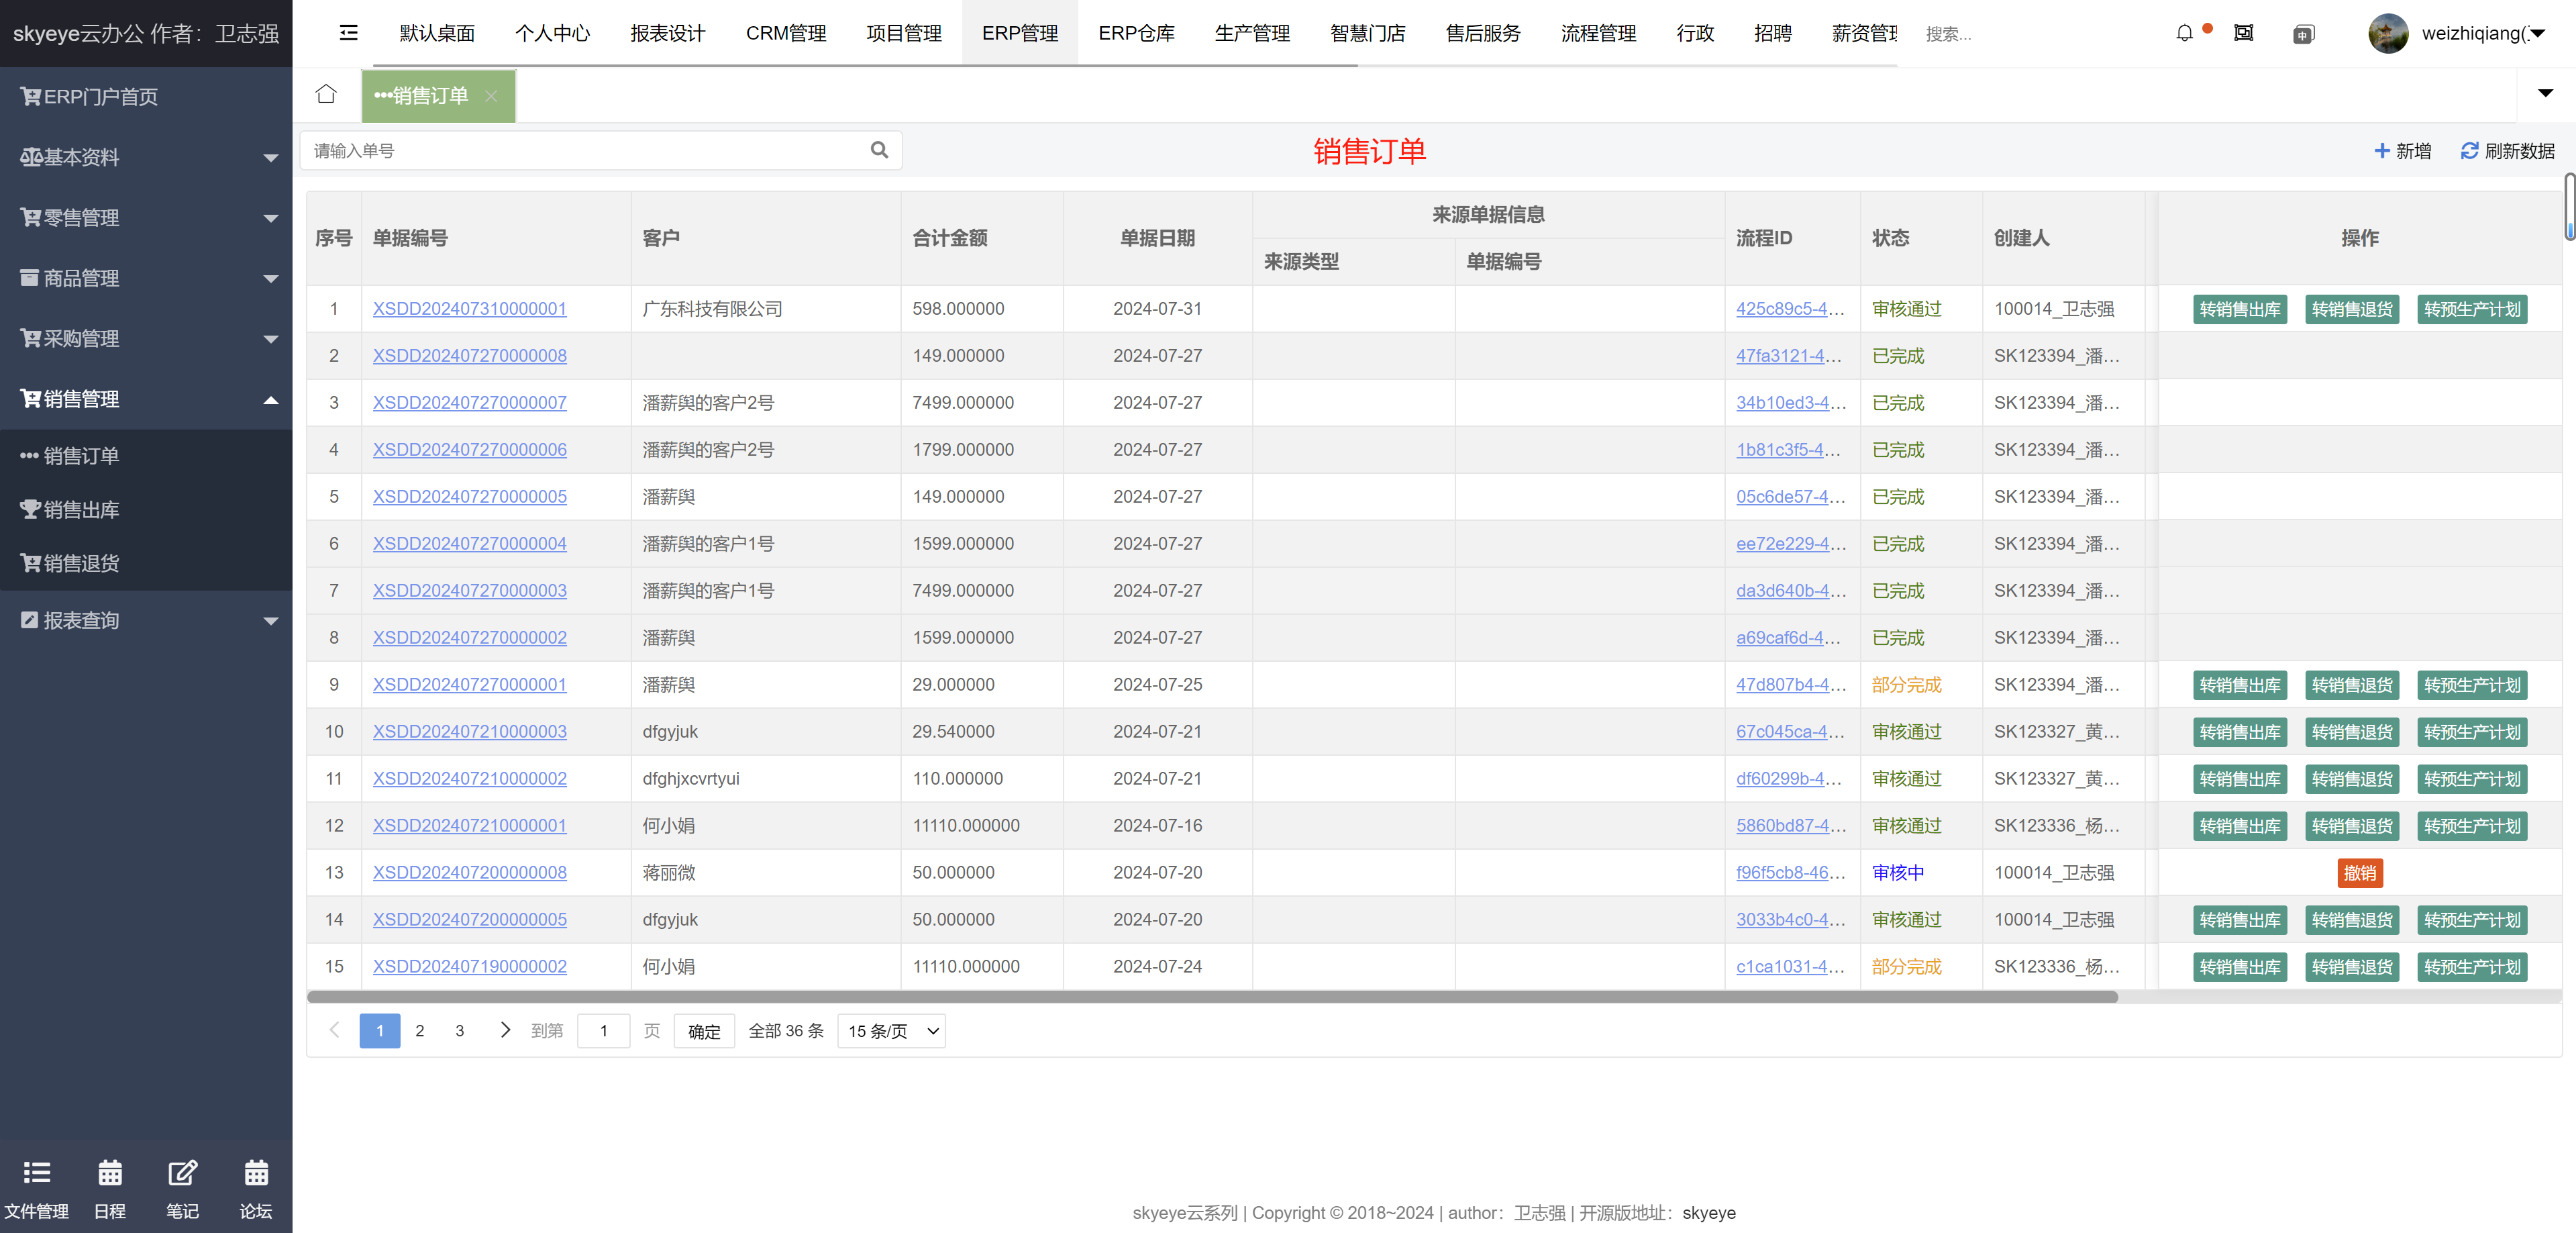 skyeye云办公 作者：卫志强
默认桌面 个人中心 报表设计 CRM管理 项目管理 ERP管理 ERP仓库 生产管理 智慧门店 售后服务 流程管理 行政 招聘 薪资管理 搜索... 中 weizhiqiang(
ERP门户首页
基本资料
零售管理
商品管理
采购管理
销售管理
销售订单
销售出库
销售退货
报表查询
文件管理 日程 笔记 论坛
•••销售订单
请输入单号 销售订单 新增 刷新数据
序号 单据编号 客户 合计金额 单据日期 来源单据信息 流程ID 状态 创建人 操作
来源类型 单据编号
1 XSDD202407310000001 广东科技有限公司 598.000000 2024-07-31 425c89c5-4… 审核通过 100014_卫志强 转销售出库 转销售退货 转预生产计划
2 XSDD202407270000008 149.000000 2024-07-27 47fa3121-4… 已完成 SK123394_潘…
3 XSDD202407270000007 潘薪舆的客户2号 7499.000000 2024-07-27 34b10ed3-4… 已完成 SK123394_潘…
4 XSDD202407270000006 潘薪舆的客户2号 1799.000000 2024-07-27 1b81c3f5-4… 已完成 SK123394_潘…
5 XSDD202407270000005 潘薪舆 149.000000 2024-07-27 05c6de57-4… 已完成 SK123394_潘…
6 XSDD202407270000004 潘薪舆的客户1号 1599.000000 2024-07-27 ee72e229-4… 已完成 SK123394_潘…
7 XSDD202407270000003 潘薪舆的客户1号 7499.000000 2024-07-27 da3d640b-4… 已完成 SK123394_潘…
8 XSDD202407270000002 潘薪舆 1599.000000 2024-07-27 a69caf6d-4… 已完成 SK123394_潘…
9 XSDD202407270000001 潘薪舆 29.000000 2024-07-25 47d807b4-4… 部分完成 SK123394_潘… 转销售出库 转销售退货 转预生产计划
10 XSDD202407210000003 dfgyjuk 29.540000 2024-07-21 67c045ca-4… 审核通过 SK123327_黄… 转销售出库 转销售退货 转预生产计划
11 XSDD202407210000002 dfghjxcvrtyui 110.000000 2024-07-21 df60299b-4… 审核通过 SK123327_黄… 转销售出库 转销售退货 转预生产计划
12 XSDD202407210000001 何小娟 11110.000000 2024-07-16 5860bd87-4… 审核通过 SK123336_杨… 转销售出库 转销售退货 转预生产计划
13 XSDD202407200000008 蒋丽微 50.000000 2024-07-20 f96f5cb8-46… 审核中 100014_卫志强 撤销
14 XSDD202407200000005 dfgyjuk 50.000000 2024-07-20 3033b4c0-4… 审核通过 100014_卫志强 转销售出库 转销售退货 转预生产计划
15 XSDD202407190000002 何小娟 11110.000000 2024-07-24 c1ca1031-4… 部分完成 SK123336_杨… 转销售出库 转销售退货 转预生产计划
1 2 3 到第 1 页 确定 全部 36 条 15 条/页
skyeye云系列 | Copyright © 2018~2024 | author：卫志强 | 开源版地址：skyeye